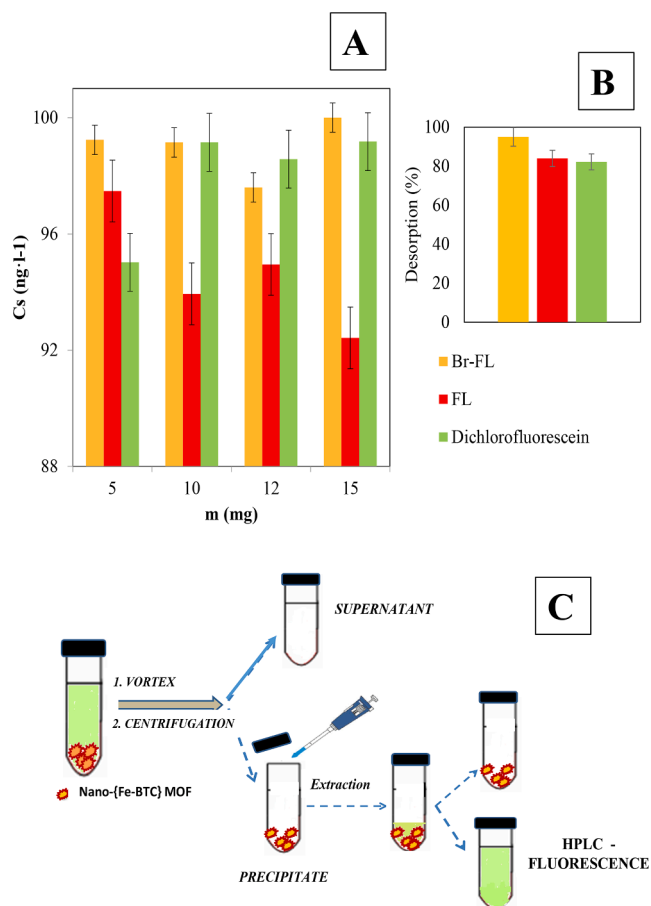 A
B
100
96
92
88
Cs (ng·l-1)
5 10 12 15
m (mg)
100
80
60
40
20
0
Desorption (%)
Br-FL
FL
Dichlorofluorescein
C
SUPERNATANT
1. VORTEX
2. CENTRIFUGATION
Nano-{Fe-BTC} MOF
Extraction
PRECIPITATE
HPLC -
FLUORESCENCE